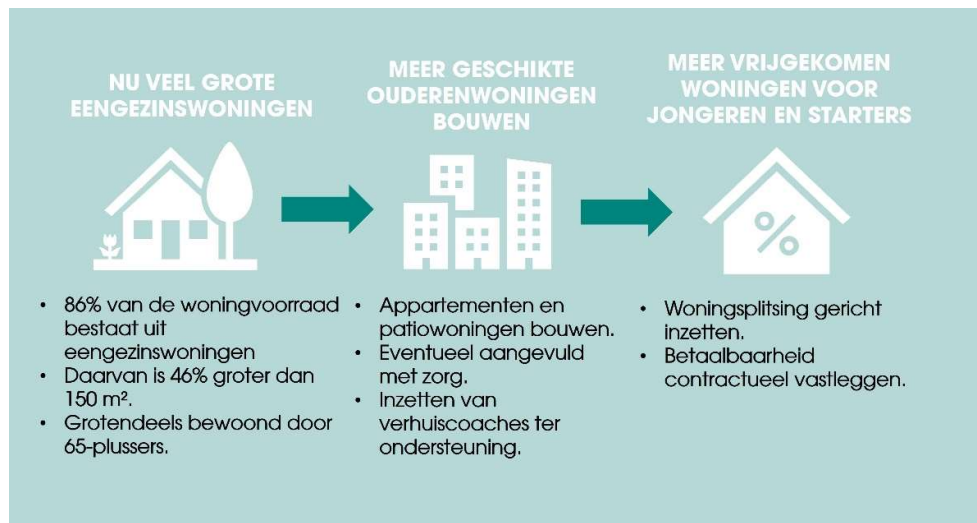 NU VEEL GROTE
EENGEZINSWONINGEN
• 86% van de woningvoorraad
bestaat uit
eengezinswoningen
• Daarvan is 46% groter dan
150 m².
• Grotendeels bewoond door
65-plussers.
MEER GESCHIKTE
OUDERENWONINGEN
BOUWEN
• Appartementen en
patiowoningen bouwen.
• Eventueel aangevuld
met zorg.
• Inzetten van
verhuiscoaches ter
ondersteuning.
MEER VRIJGEKOMEN
WONINGEN VOOR
JONGEREN EN STARTERS
%
• Woningsplitsing gericht
inzetten.
• Betaalbaarheid
contractueel vastleggen.